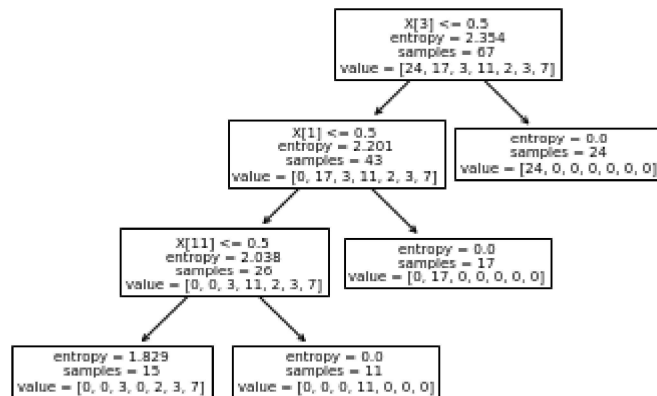 X[3] <= 0.5
entropy = 2.354
samples = 67
value = [24, 17, 3, 11, 2, 3, 7]
X[1] <= 0.5
entropy = 2.201
samples = 43
value = [0, 17, 3, 11, 2, 3, 7]
entropy = 0.0
samples = 24
value = [24, 0, 0, 0, 0, 0, 0]
X[11] <= 0.5
entropy = 2.038
samples = 26
value = [0, 0, 3, 11, 2, 3, 7]
entropy = 0.0
samples = 17
value = [0, 17, 0, 0, 0, 0, 0]
entropy = 1.829
samples = 15
value = [0, 0, 3, 0, 2, 3, 7]
entropy = 0.0
samples = 11
value = [0, 0, 0, 11, 0, 0, 0]